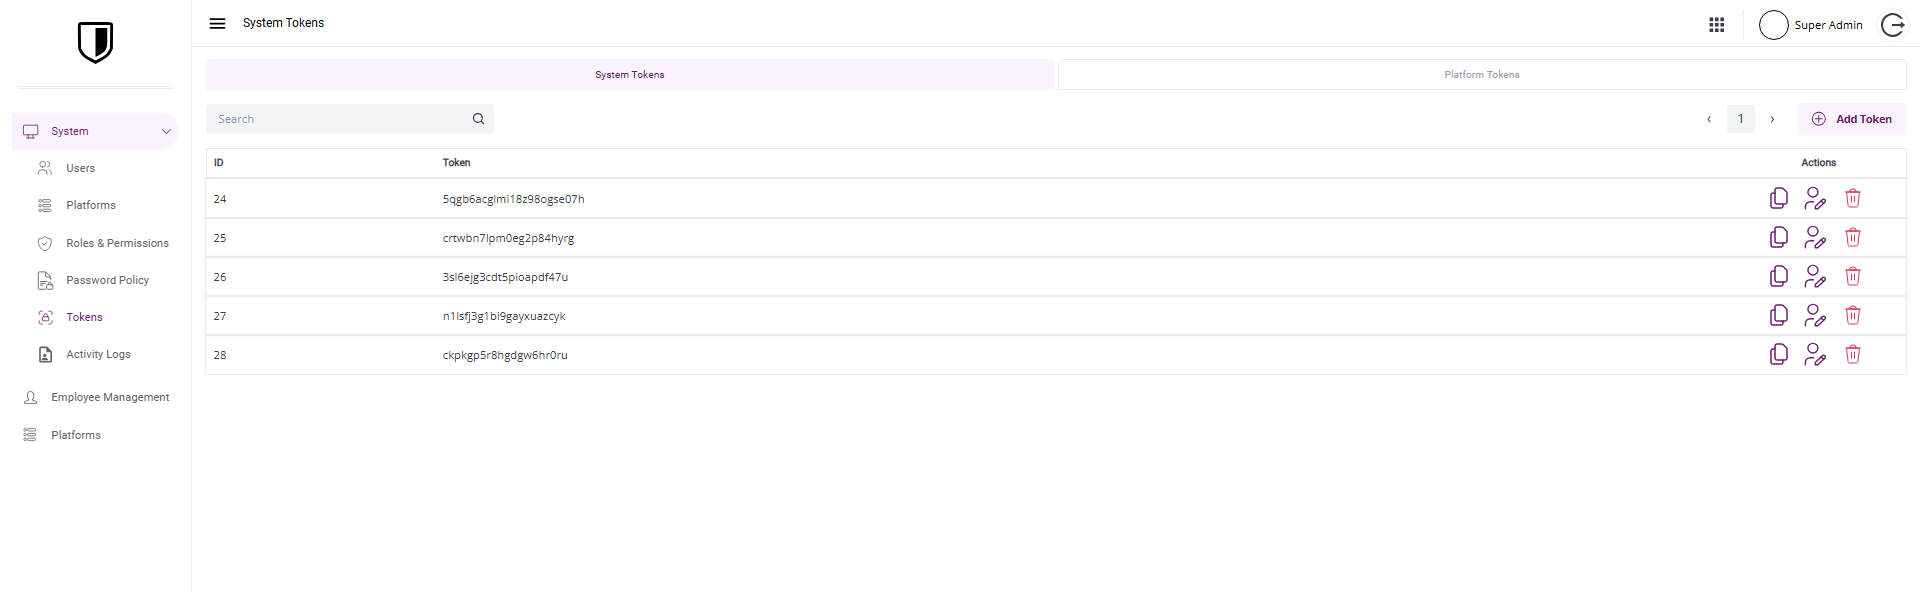 System Tokens
Super Admin
System Tokens
Platform Tokens
Search
‹ 1 ›
Add Token
System
Users
Platforms
Roles & Permissions
Password Policy
Tokens
Activity Logs
Employee Management
Platforms
ID Token Actions
24 5qgb6acglmi18z98ogse07h
25 crtwbn7lpm0eg2p84hyrg
26 3sl6ejg3cdt5pioapdf47u
27 n1lsfj3g1bi9gayxuazcyk
28 ckpkgp5r8hgdgw6hr0ru